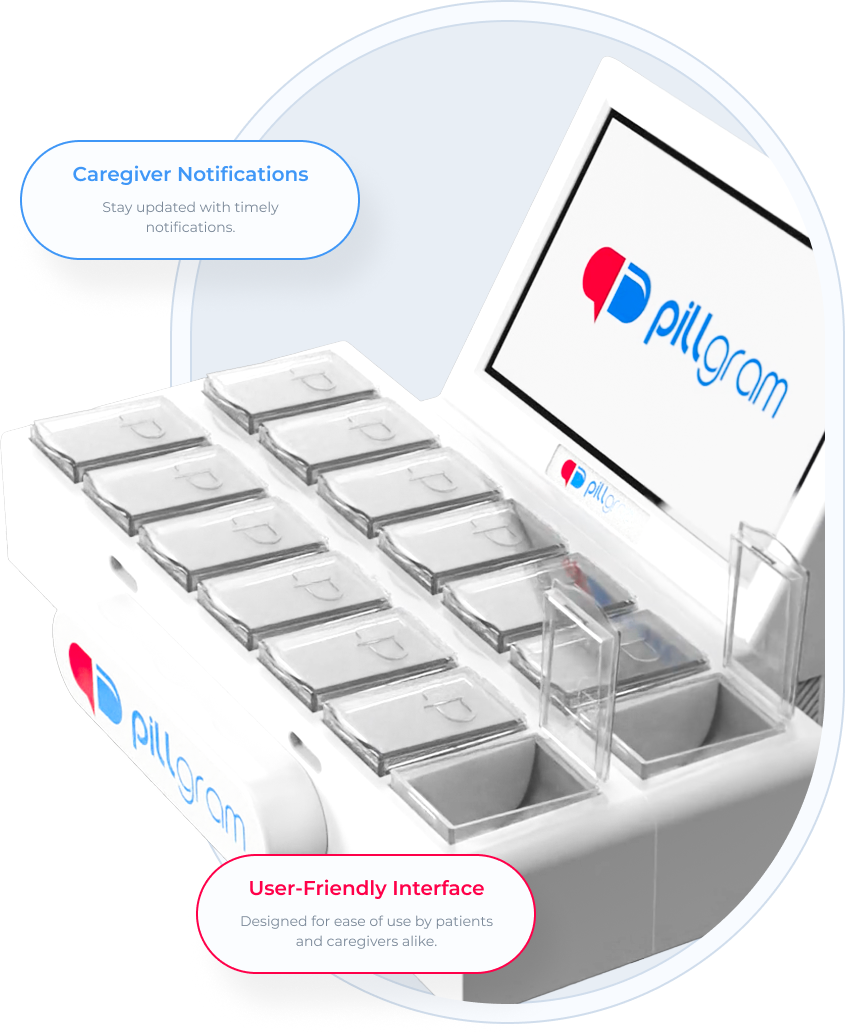 Caregiver Notifications
Stay updated with timely
notifications.
pillgram
pillgram
pillgram
User-Friendly Interface
Designed for ease of use by patients
and caregivers alike.